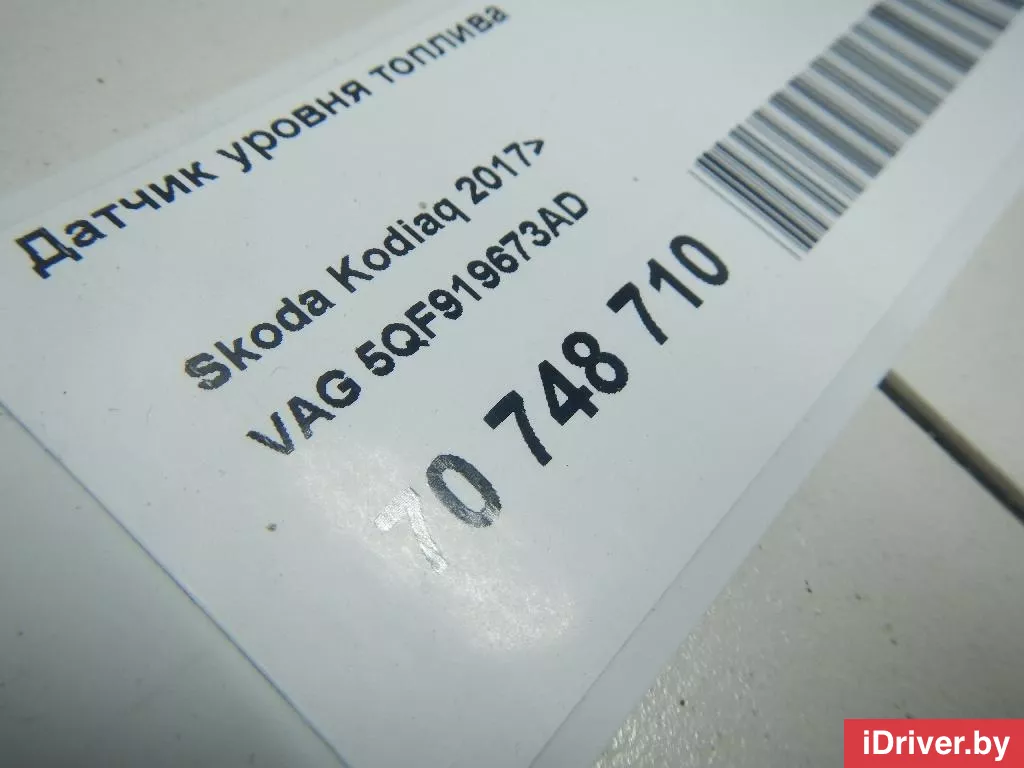 Датчик уровня топлива
Skoda Kodiaq 2017>
VAG 5QF919673AD
70 748 710
iDriver.by